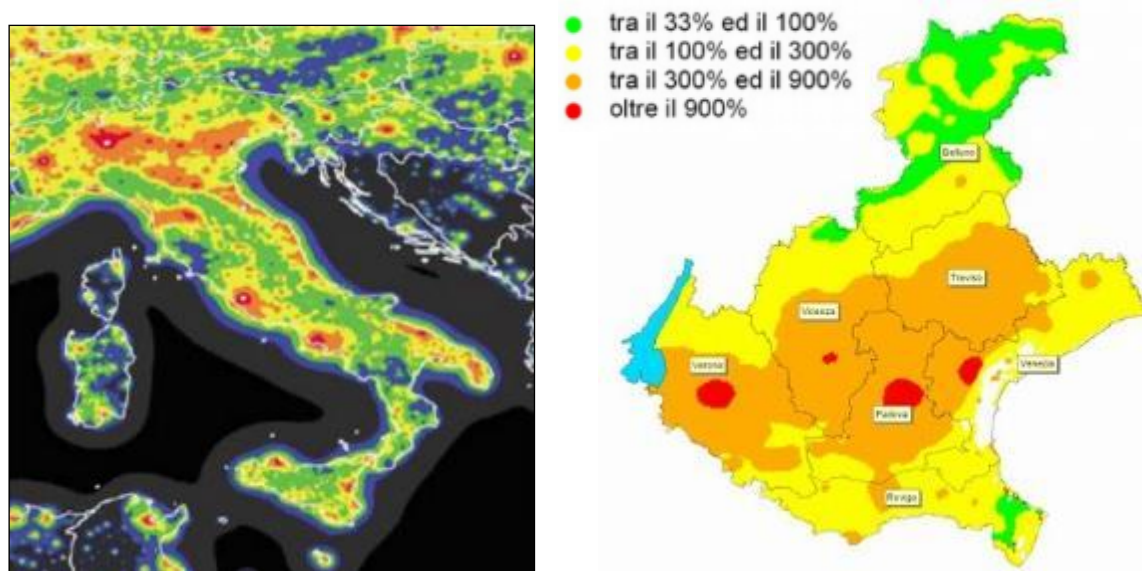 tra il 33% ed il 100%
tra il 100% ed il 300%
tra il 300% ed il 900%
oltre il 900%
Belluno
Treviso
Vicenza
Verona
Venezia
Padova
Rovigo